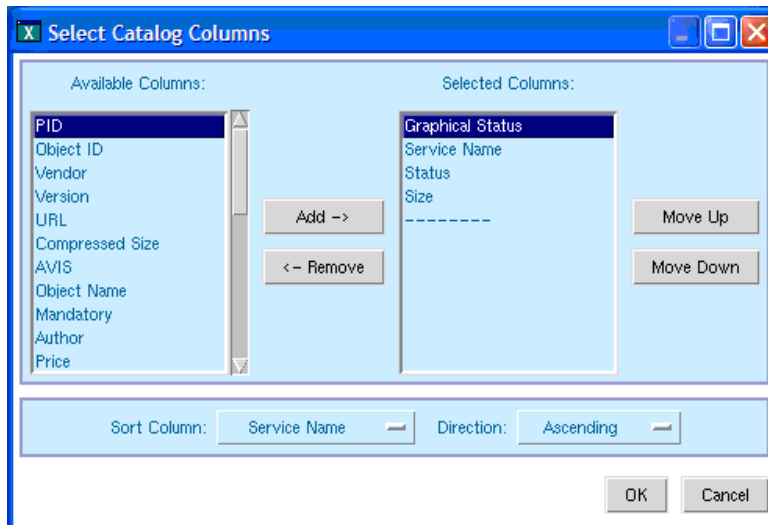 X Select Catalog Columns
Available Columns:
PID
Object ID
Vendor
Version
URL
Compressed Size
AVIS
Object Name
Mandatory
Author
Price
Add ->
<- Remove
Selected Columns:
Graphical Status
Service Name
Status
Size
--------
Move Up
Move Down
Sort Column: Service Name Direction: Ascending
OK Cancel